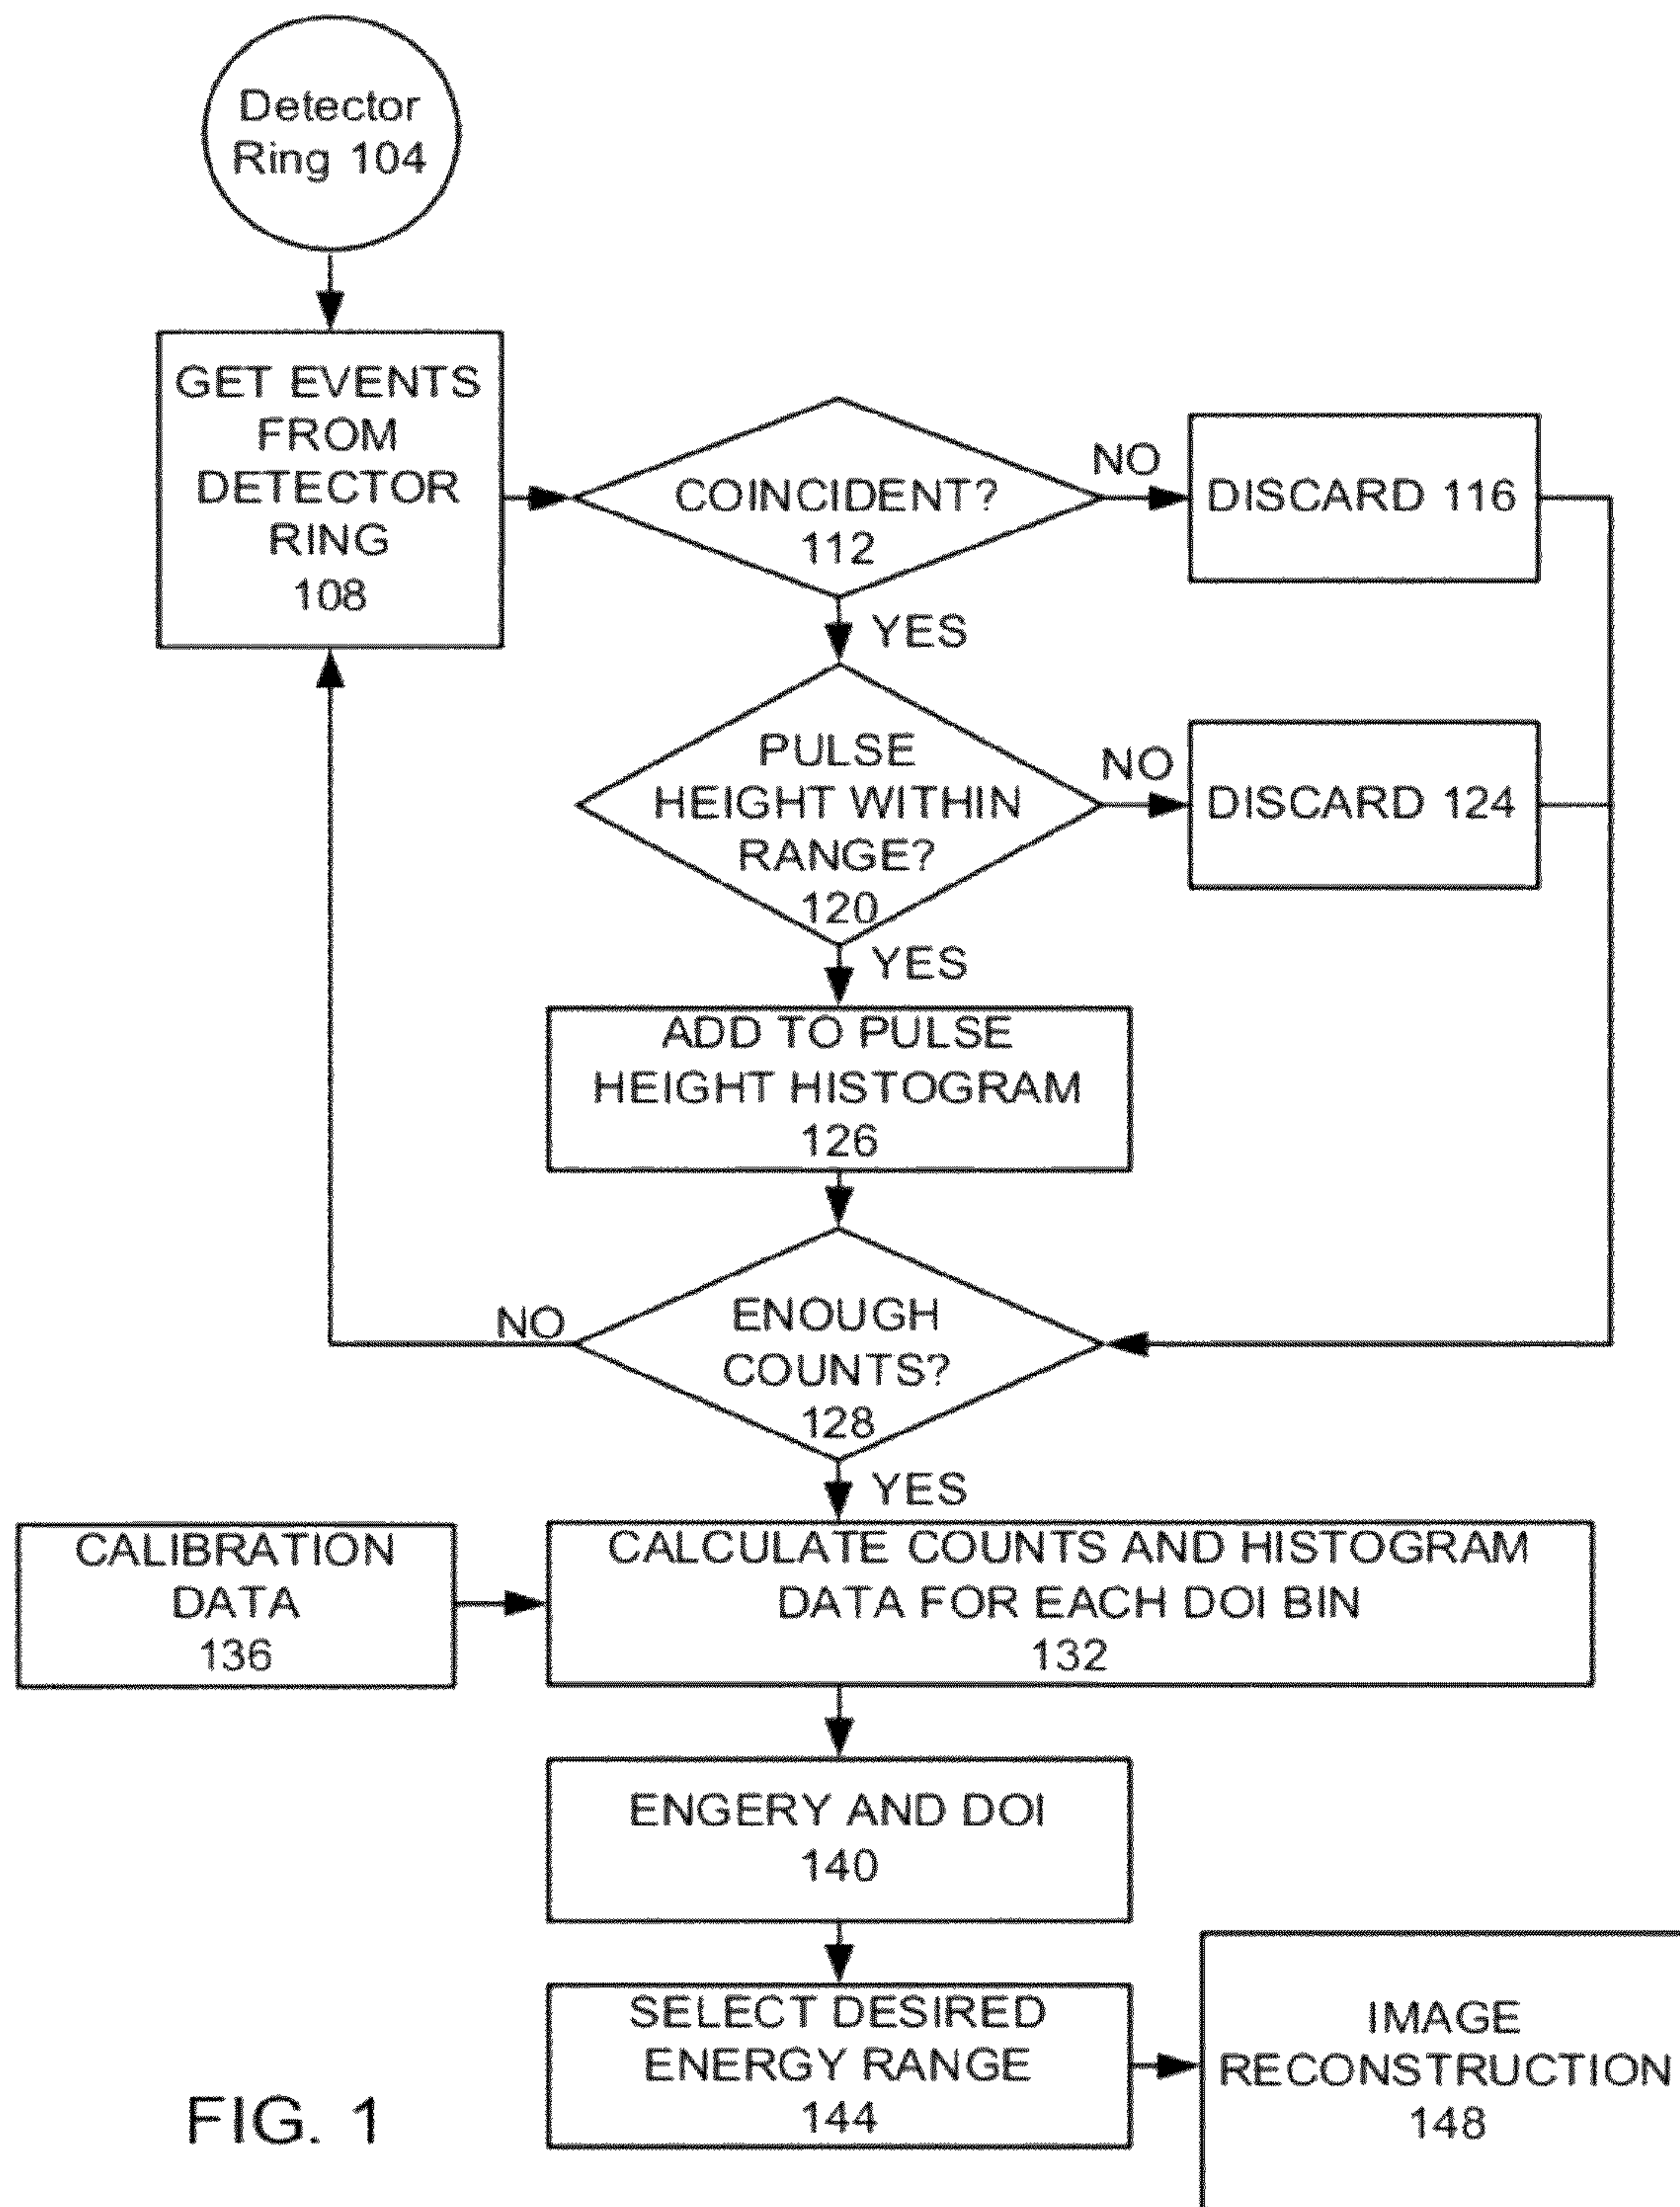 Detector
Ring 104
GET EVENTS
FROM
DETECTOR
RING
108
COINCIDENT?
112
NO
DISCARD 116
YES
PULSE
HEIGHT WITHIN
RANGE?
120
NO
DISCARD 124
YES
ADD TO PULSE
HEIGHT HISTOGRAM
126
NO
ENOUGH
COUNTS?
128
YES
CALIBRATION
DATA
136
CALCULATE COUNTS AND HISTOGRAM
DATA FOR EACH DOI BIN
132
ENGERY AND DOI
140
SELECT DESIRED
ENERGY RANGE
144
IMAGE
RECONSTRUCTION
148
FIG. 1